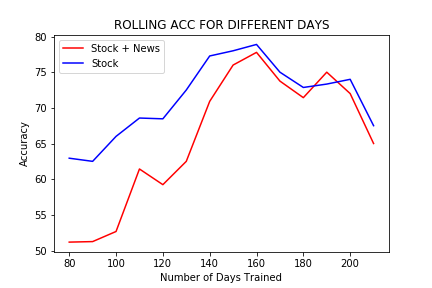 ROLLING ACC FOR DIFFERENT DAYS
Stock + News
Stock
Accuracy
80
75
70
65
60
55
50
80 100 120 140 160 180 200
Number of Days Trained